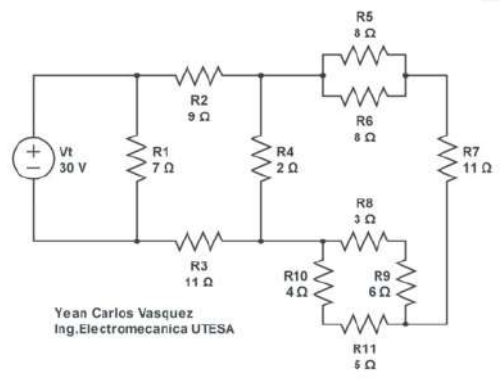 R5
8 Ω
R2
9 Ω
R6
8 Ω
Vt
30 V
R1
7 Ω
R4
2 Ω
R7
11 Ω
R8
3 Ω
R3
11 Ω
R10
4 Ω
R9
6 Ω
Yean Carlos Vasquez
Ing.Electromecanica UTESA
R11
5 Ω